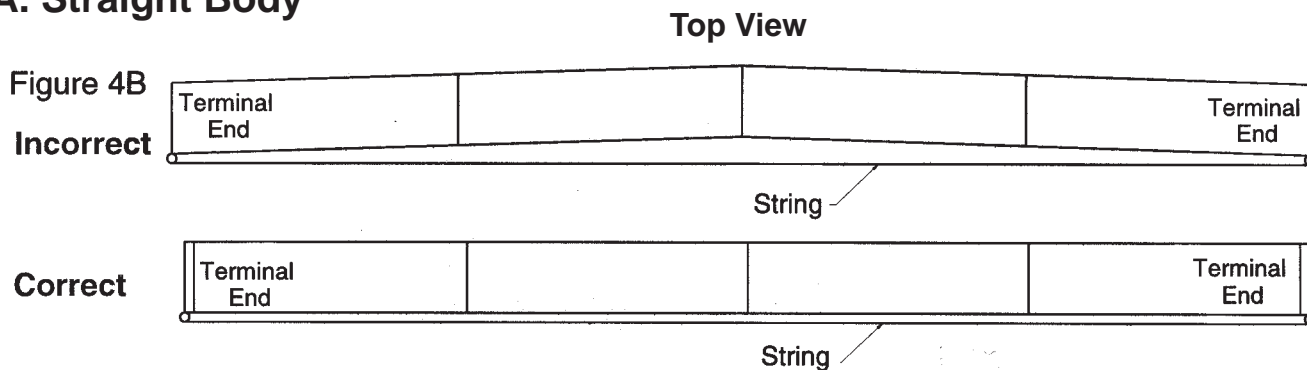 A. Straight Body
Top View
Figure 4B
Incorrect
Terminal
End
Terminal
End
String
Correct
Terminal
End
Terminal
End
String